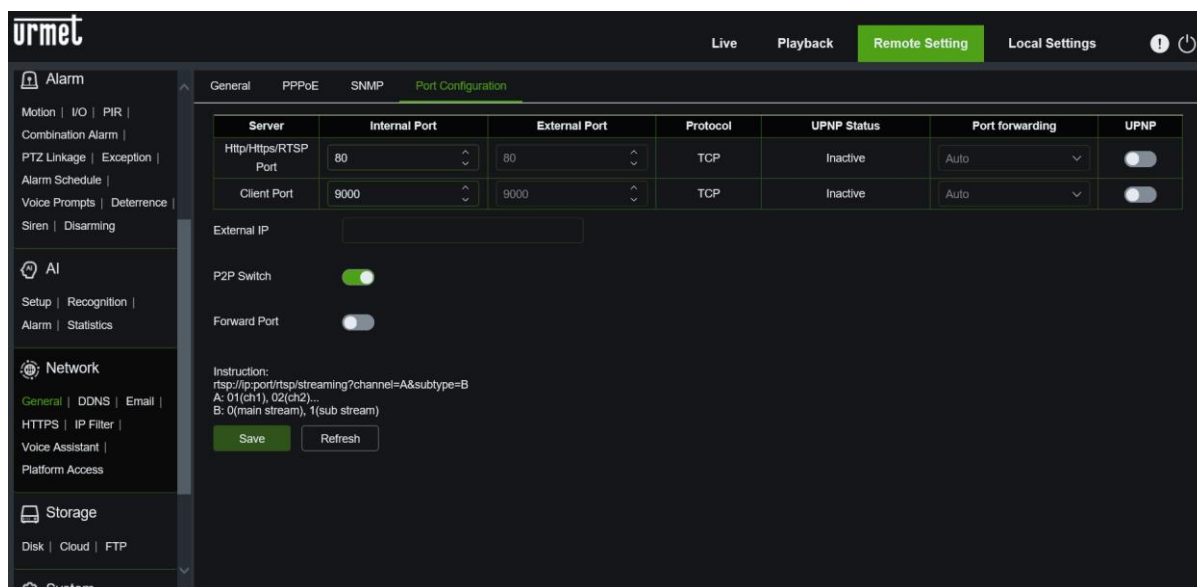 urmet
Live Playback Remote Setting Local Settings
Alarm
Motion | I/O | PIR |
Combination Alarm |
PTZ Linkage | Exception |
Alarm Schedule |
Voice Prompts | Deterrence |
Siren | Disarming
AI
Setup | Recognition |
Alarm | Statistics
Network
General | DDNS | Email |
HTTPS | IP Filter |
Voice Assistant |
Platform Access
Storage
Disk | Cloud | FTP
System
General PPPoE SNMP Port Configuration
Server Internal Port External Port Protocol UPNP Status Port forwarding UPNP
Http/Https/RTSP Port 80 80 TCP Inactive Auto
Client Port 9000 9000 TCP Inactive Auto
External IP
P2P Switch
Forward Port
Instruction:
rtsp://ip:port/rtsp/streaming?channel=A&subtype=B
A: 01(ch1), 02(ch2)...
B: 0(main stream), 1(sub stream)
Save Refresh